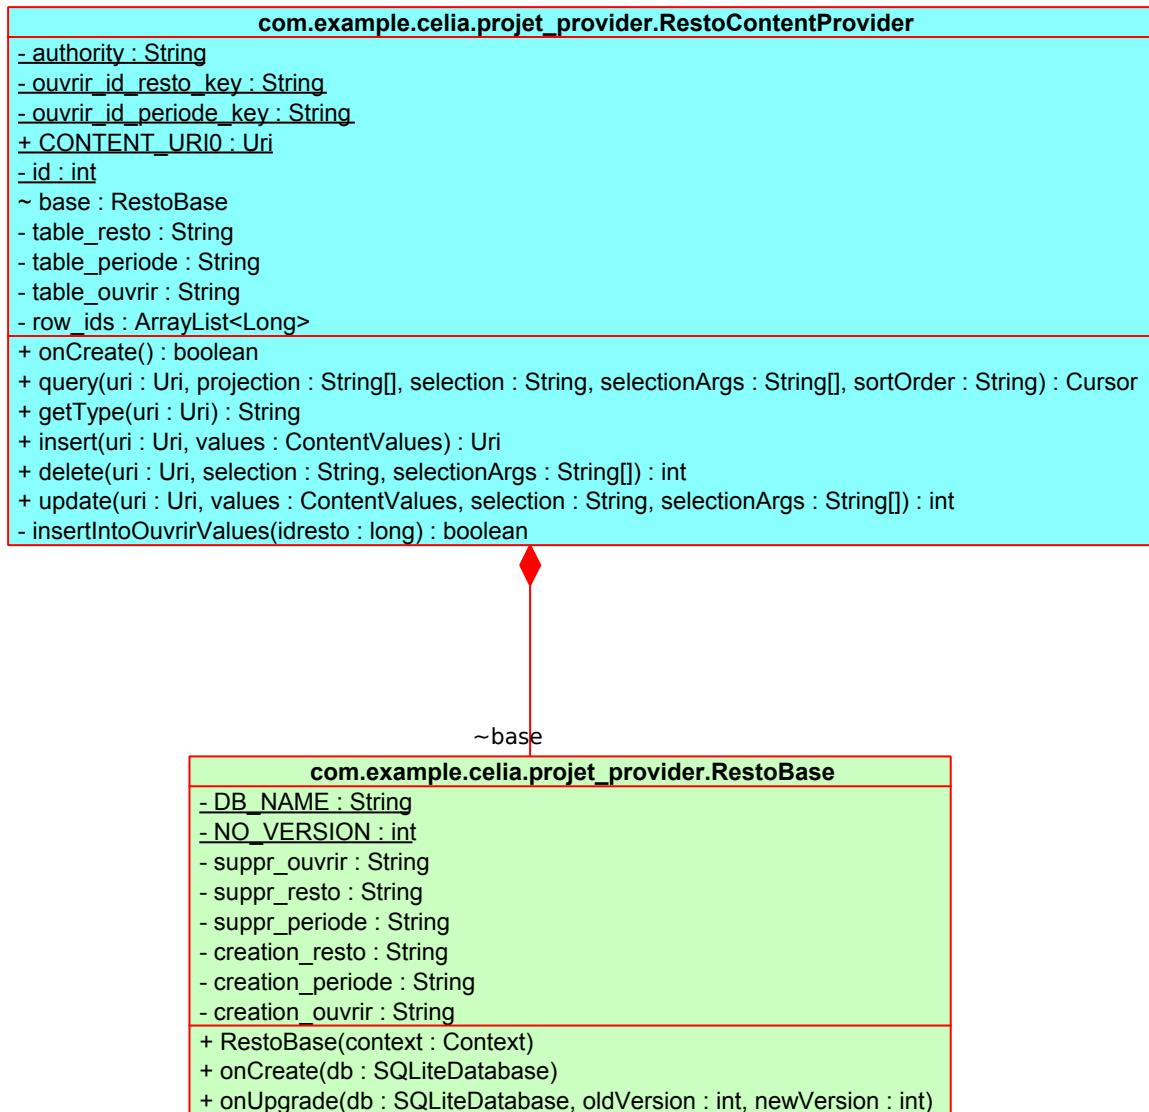 com.example.celia.projet_provider.RestoContentProvider
- authority : String
- ouvrir_id_resto_key : String
- ouvrir_id_periode_key : String
+ CONTENT_URI0 : Uri
- id : int
~ base : RestoBase
- table_resto : String
- table_periode : String
- table_ouvrir : String
- row_ids : ArrayList<Long>
+ onCreate() : boolean
+ query(uri : Uri, projection : String[], selection : String, selectionArgs : String[], sortOrder : String) : Cursor
+ getType(uri : Uri) : String
+ insert(uri : Uri, values : ContentValues) : Uri
+ delete(uri : Uri, selection : String, selectionArgs : String[]) : int
+ update(uri : Uri, values : ContentValues, selection : String, selectionArgs : String[]) : int
- insertIntoOuvrirValues(idresto : long) : boolean
~base
com.example.celia.projet_provider.RestoBase
- DB_NAME : String
- NO_VERSION : int
- suppr_ouvrir : String
- suppr_resto : String
- suppr_periode : String
- creation_resto : String
- creation_periode : String
- creation_ouvrir : String
+ RestoBase(context : Context)
+ onCreate(db : SQLiteDatabase)
+ onUpgrade(db : SQLiteDatabase, oldVersion : int, newVersion : int)